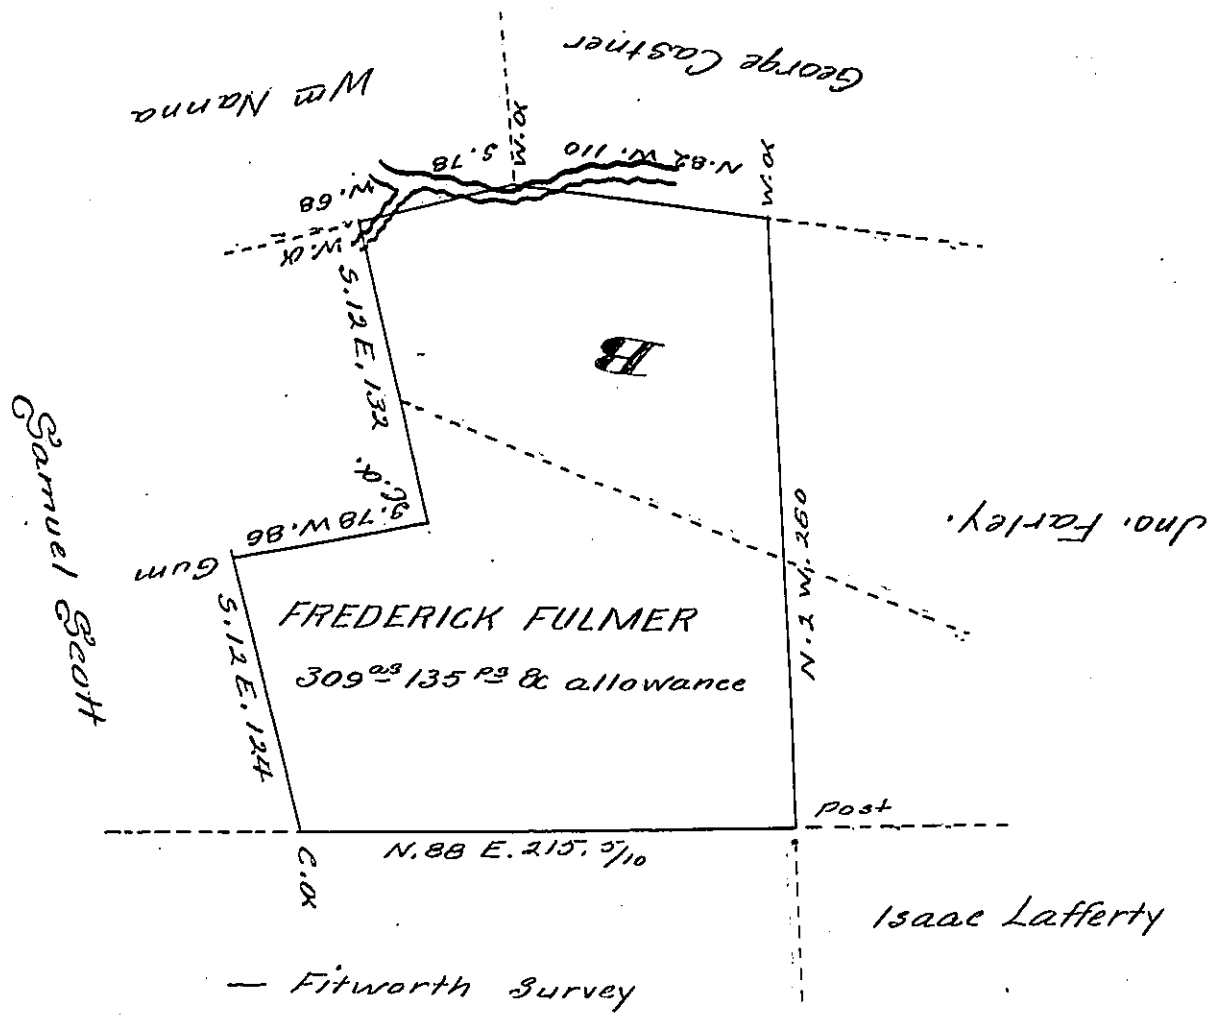 George Castner
Wm Nanna
N.82 W. 110
S. 78
W. 68
W.O.
W.O.
W.O.
S. 12 E. 132
B
Samuel Scott
C.O.
S. 78 W. 86
Gum
Jno. Farley.
N. 2 W. 260
S. 12 E. 124
FREDERICK FULMER
309 as 135 ps & allowance
Post
N. 88 E. 215. 5/10
C.O.
Isaac Lafferty
— Fitworth Survey